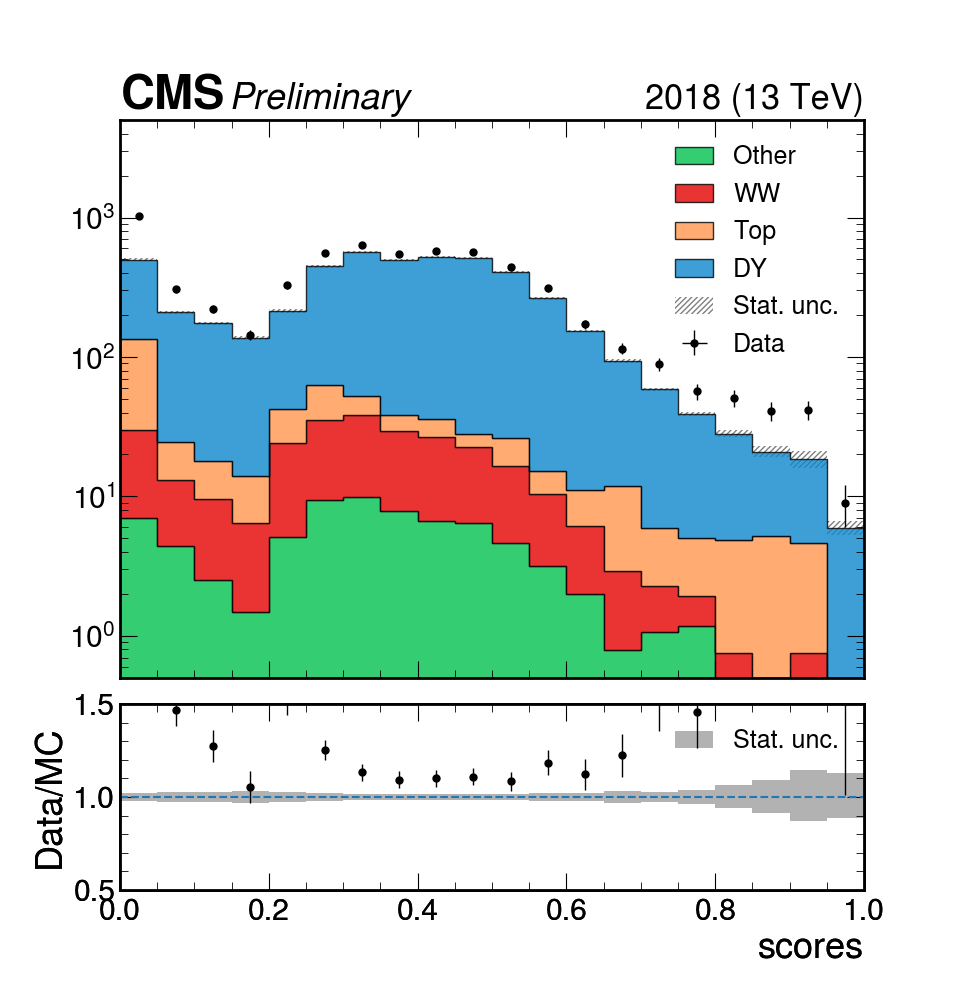 CMS Preliminary 2018 (13 TeV)
Other
WW
Top
DY
Stat. unc.
Data
10³
10²
10¹
10⁰
Stat. unc.
1.5
1.0
0.5
Data/MC
0.0 0.2 0.4 0.6 0.8 1.0
scores